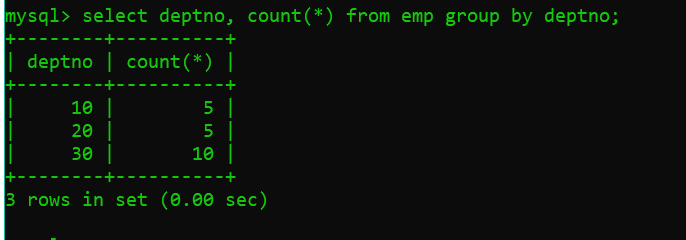 mysql> select deptno, count(*) from emp group by deptno;
+--------+----------+
| deptno | count(*) |
+--------+----------+
|     10 |        5 |
|     20 |        5 |
|     30 |       10 |
+--------+----------+
3 rows in set (0.00 sec)